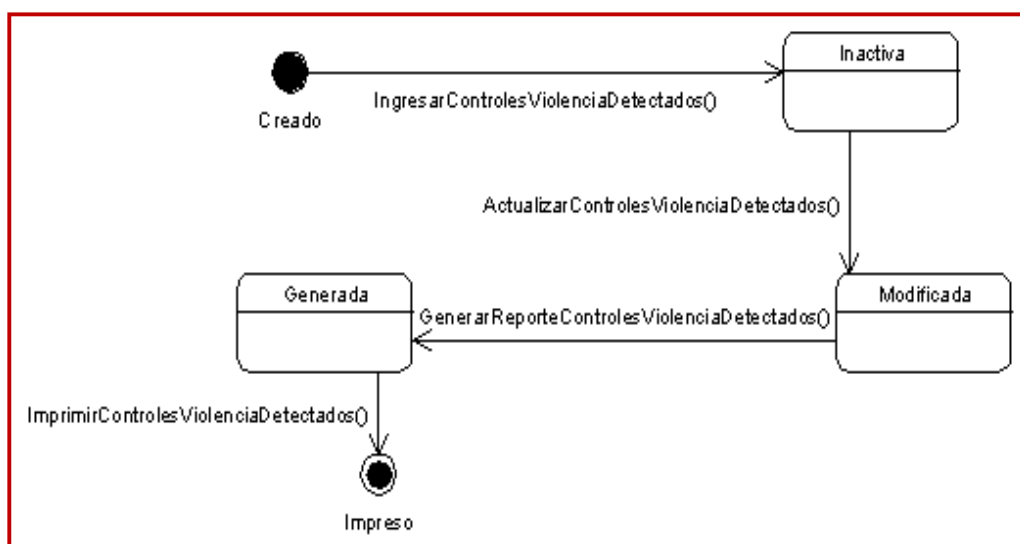 Inactiva
IngresarControlesViolenciaDetectados()
Creado
ActualizarControlesViolenciaDetectados()
Generada
Modificada
GenerarReporteControlesViolenciaDetectados()
ImprimirControlesViolenciaDetectados()
Impreso